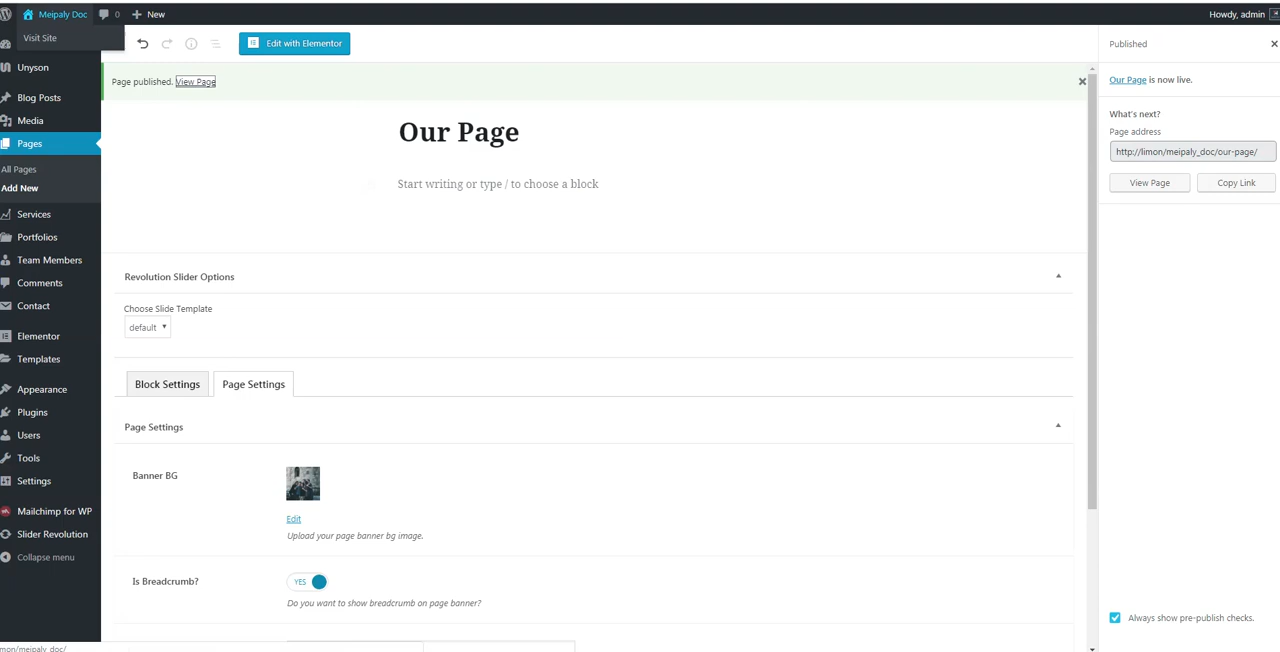 Meipaly Doc 0 New Howdy, admin
Visit Site
Edit with Elementor
Published
Page published. View Page
Our Page is now live.
Our Page
Start writing or type / to choose a block
What's next?
Page address
http://limon/meipaly_doc/our-page/
View Page Copy Link
Unyson
Blog Posts
Media
Pages
All Pages
Add New
Services
Portfolios
Team Members
Comments
Contact
Elementor
Templates
Appearance
Plugins
Users
Tools
Settings
Mailchimp for WP
Slider Revolution
Collapse menu
Revolution Slider Options
Choose Slide Template
default
Block Settings Page Settings
Page Settings
Banner BG
Edit
Upload your page banner bg image.
Is Breadcrumb?
YES
Do you want to show breadcrumb on page banner?
Always show pre-publish checks.
mon/meipaly_doc/